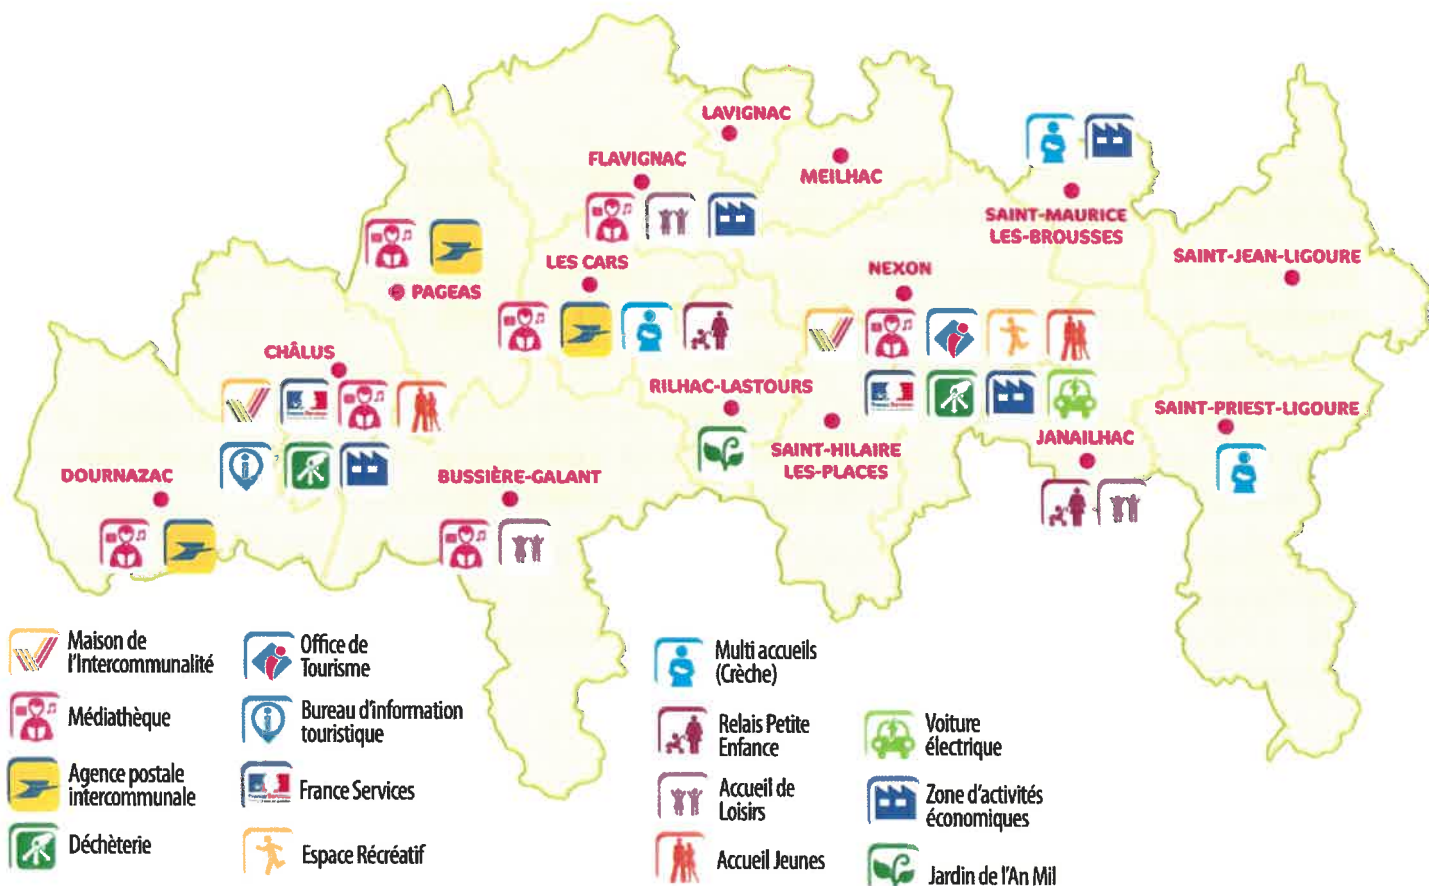 LAVIGNAC
FLAVIGNAC
MEILHAC
SAINT-MAURICE
LES-BROUSSES
SAINT-JEAN-LIGOURE
LES CARS
NEXON
PAGEAS
CHÂLUS
RILHAC-LASTOURS
SAINT-HILAIRE
LES-PLACES
SAINT-PRIEST-LIGOURE
JANAILHAC
DOURNAZAC
BUSSIÈRE-GALANT
Maison de
l'Intercommunalité
Médiathèque
Agence postale
intercommunale
Déchèterie
Office de
Tourisme
Bureau d'information
touristique
France Services
Espace Récréatif
Multi accueils
(Crèche)
Relais Petite
Enfance
Accueil de
Loisirs
Accueil Jeunes
Voiture
électrique
Zone d'activités
économiques
Jardin de l'An Mil